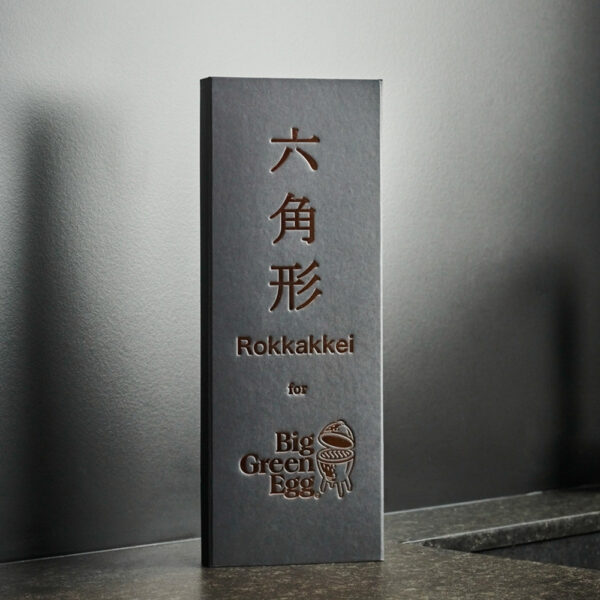 六角形
Rokkakkei
for
Big
Green
Egg